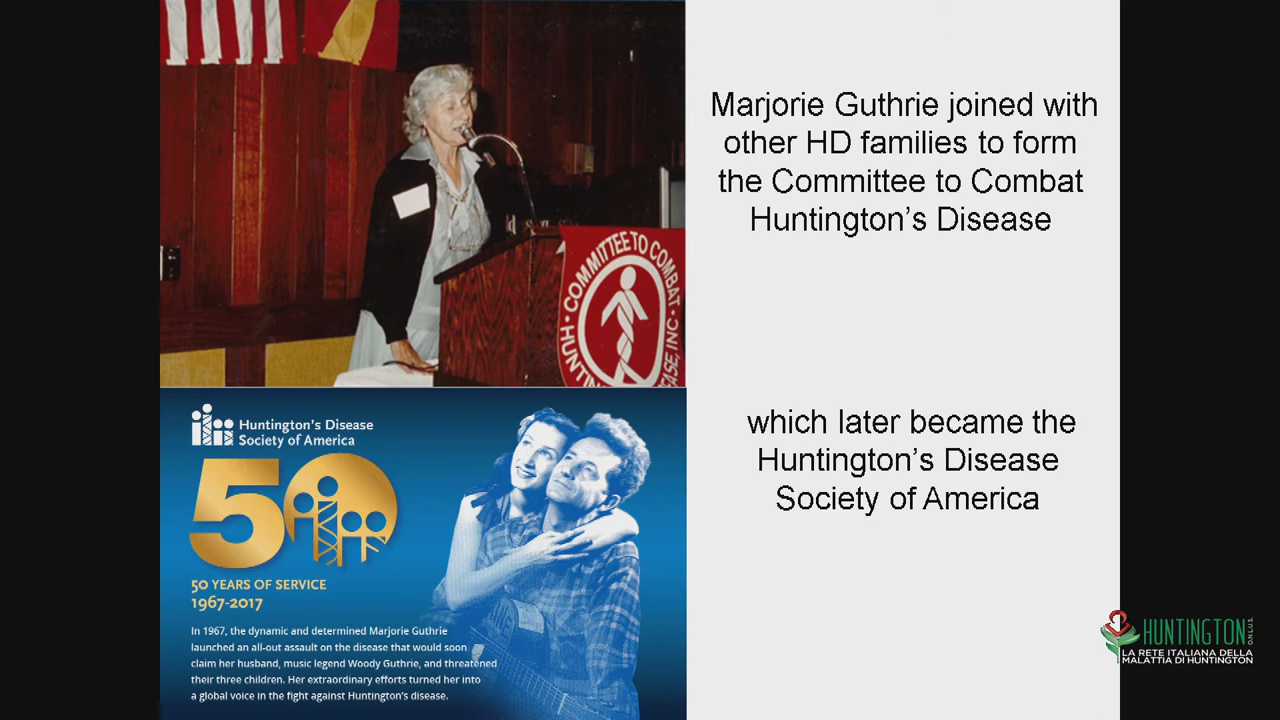 Marjorie Guthrie joined with
other HD families to form
the Committee to Combat
Huntington's Disease
COMMITTEE TO COMBAT
HUNTING
ASE, INC
which later became the
Huntington's Disease
Society of America
Huntington's Disease
Society of America
50
50 YEARS OF SERVICE
1967-2017
In 1967, the dynamic and determined Marjorie Guthrie
launched an all-out assault on the disease that would soon
claim her husband, music legend Woody Guthrie, and threatened
their three children. Her extraordinary efforts turned her into
a global voice in the fight against Huntington's disease.
HUNTINGTON
O.N.L.U.S.
LA RETE ITALIANA DELLA
MALATTIA DI HUNTINGTON